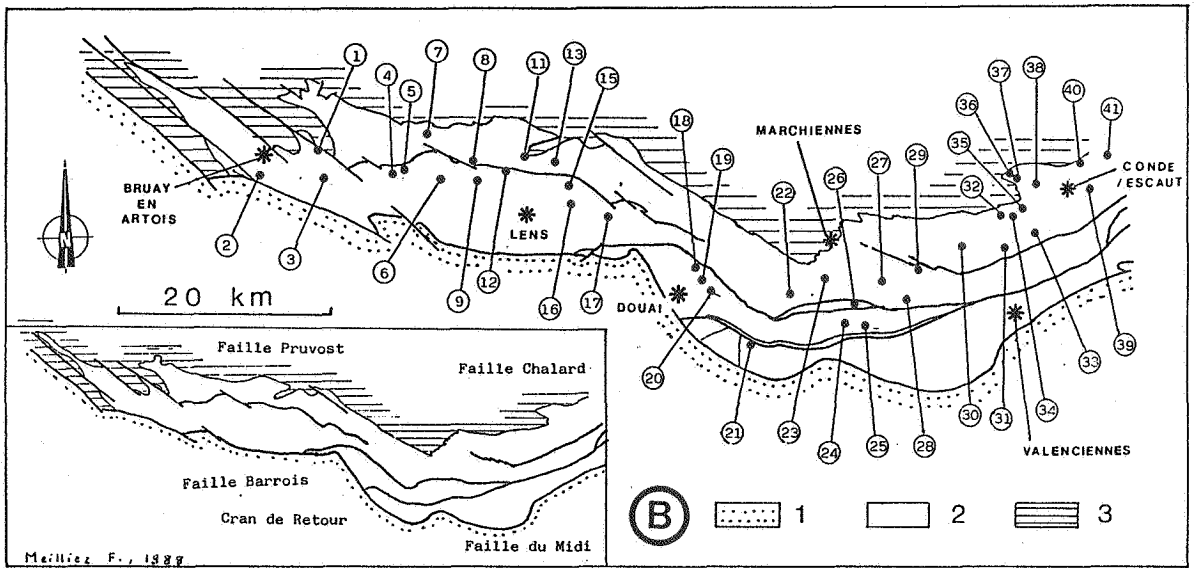 1
4
5
7
8
11
13
15
18
19
MARCHIENNES
22
26
27
29
32
35
36
37
38
40
41
CONDE
/ESCAUT
BRUAY
EN
ARTOIS
LENS
DOUAI
2
3
6
9
12
16
17
20
21
23
24
25
28
30
31
34
33
39
VALENCIENNES
20 km
Faille Pruvost
Faille Chalard
Faille Barrois
Cran de Retour
Faille du Midi
Meilliez F., 1988
B
1
2
3